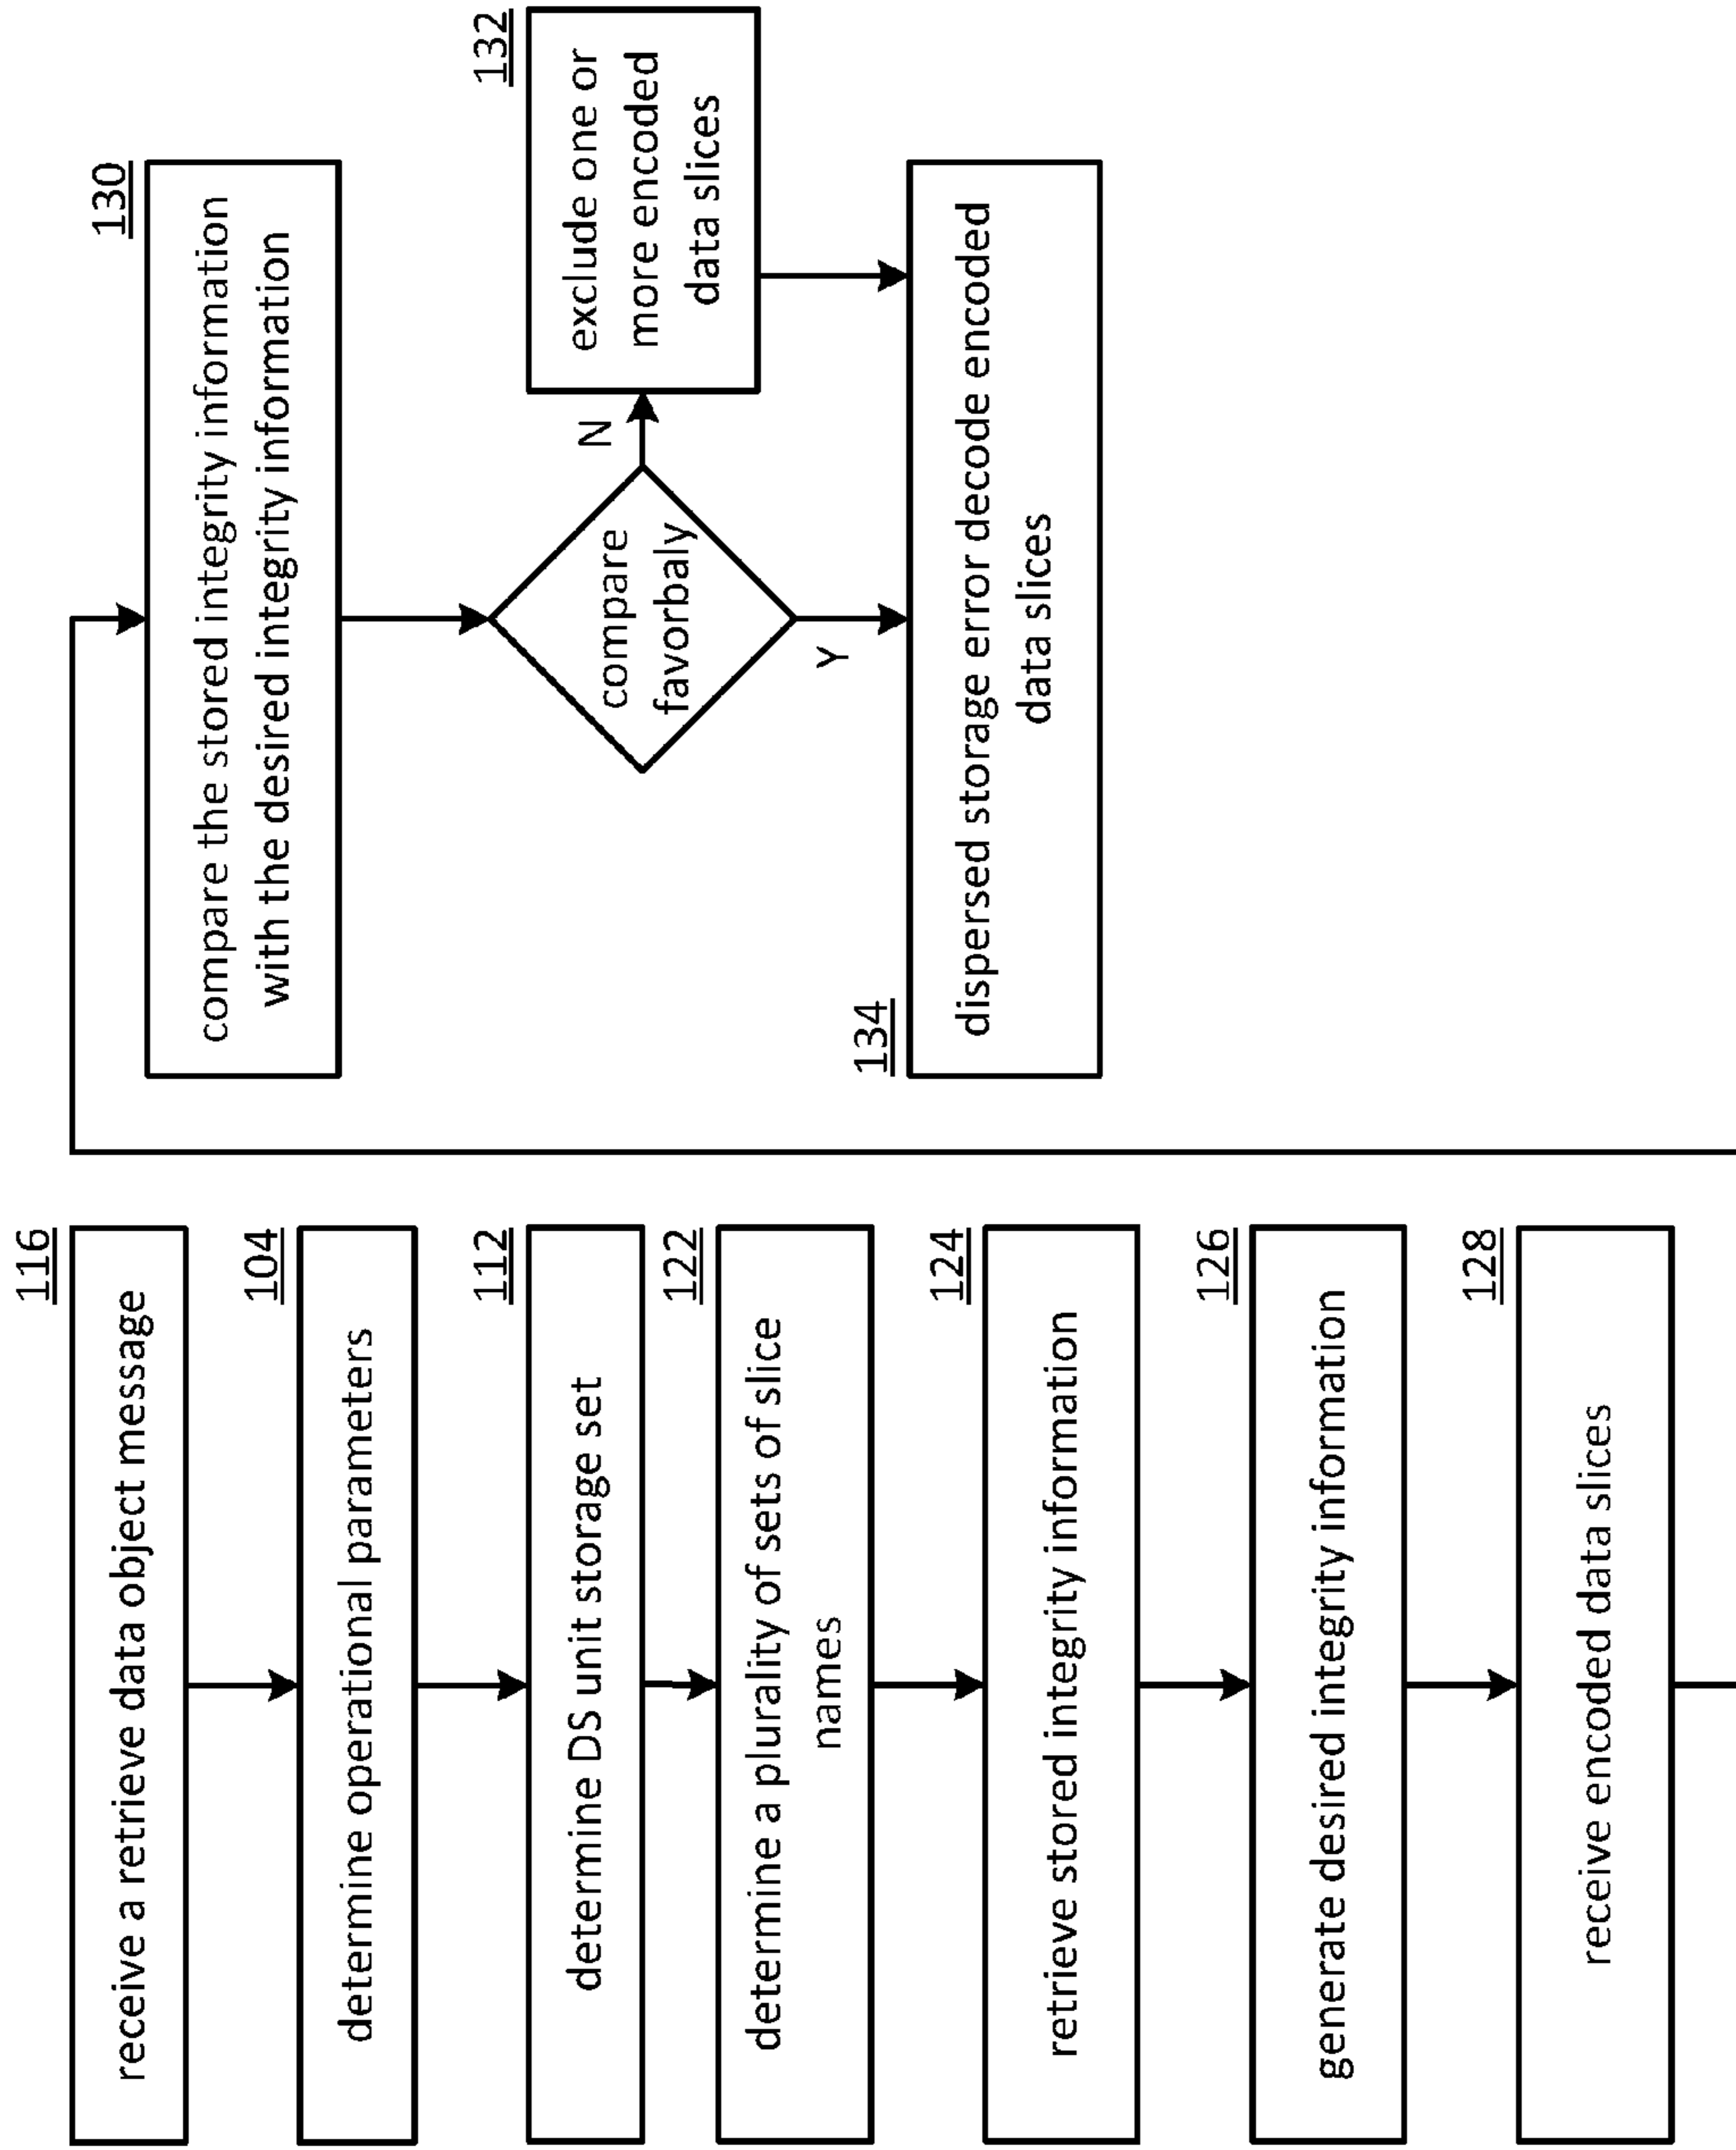 116
receive a retrieve data object message
104
determine operational parameters
112
determine DS unit storage set
122
determine a plurality of sets of slice
names
124
retrieve stored integrity information
126
generate desired integrity information
128
receive encoded data slices
130
compare the stored integrity information
with the desired integrity information
compare
favorbaly
N
Y
132
exclude one or
more encoded
data slices
134
dispersed storage error decode encoded
data slices